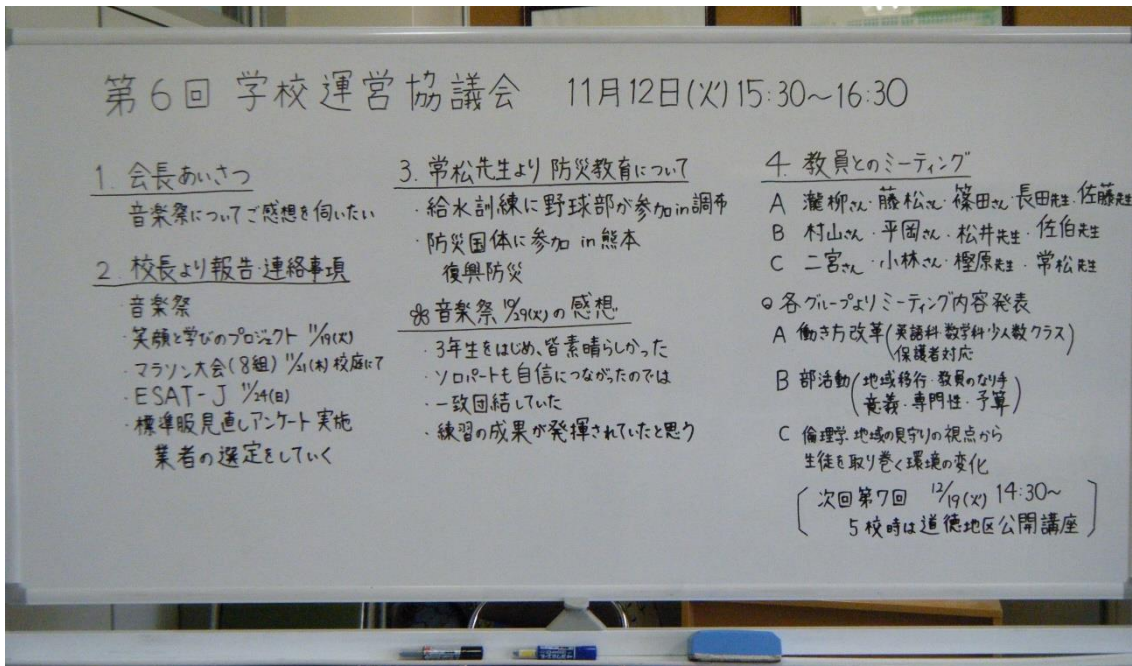 第6回 学校運営協議会 11月12日(火)15:30〜16:30
1. 会長あいさつ
音楽祭についてご感想を伺いたい
2. 校長より報告・連絡事項
・音楽祭
・笑顔と学びのプロジェクト 11/19(火)
・マラソン大会(8組) 11/21(木)校庭にて
・ESAT-J 11/24(日)
・標準服見直しアンケート実施
業者の選定をしていく
3. 常松先生より防災教育について
・給水訓練に野球部が参加in調布
・防災国体に参加 in 熊本
復興防災
音楽祭10/29(火)の感想
・3年生をはじめ、皆素晴らしかった
・ソロパートも自信につながったのでは
・一致団結していた
・練習の成果が発揮されていたと思う
4. 教員とのミーティング
A 瀧柳さん・藤松さん・篠田さん・長田先生・佐藤先生
B 村山さん・平岡さん・松井先生・佐伯先生
C 二宮さん・小林さん・樫原先生・常松先生
各グループよりミーティング内容発表
A 働き方改革(英語科・数学科・少人数クラス
保護者対応)
B 部活動(地域移行・教員のなり手
意義・専門性・予算)
C 倫理学、地域の見守りの視点から
生徒を取り巻く環境の変化
[次回第7回 12/19(火) 14:30〜
5校時は道徳地区公開講座]